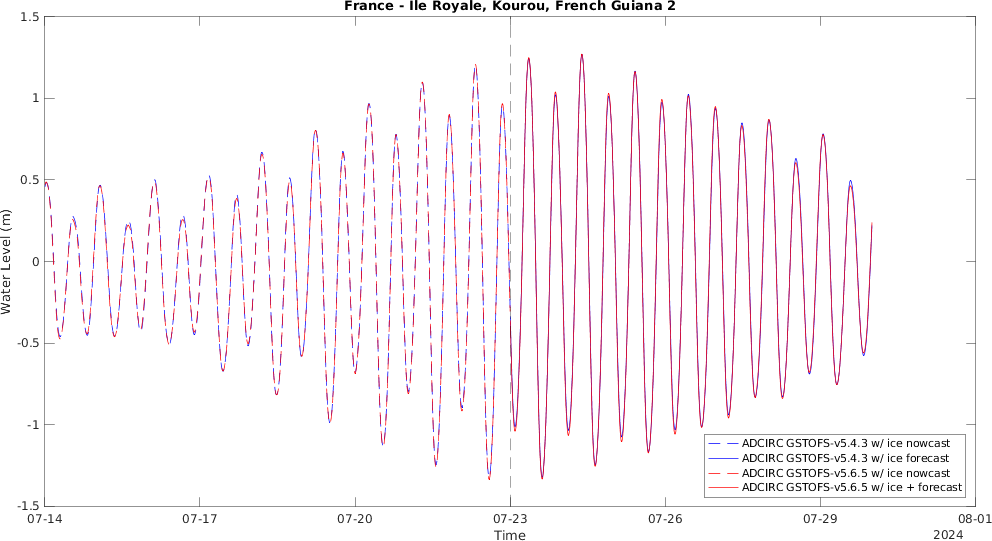 France - Ile Royale, Kourou, French Guiana 2
1.5
1
0.5
0
-0.5
-1
-1.5
Water Level (m)
07-14 07-17 07-20 07-23 07-26 07-29 08-01
Time
2024
ADCIRC GSTOFS-v5.4.3 w/ ice nowcast
ADCIRC GSTOFS-v5.4.3 w/ ice forecast
ADCIRC GSTOFS-v5.6.5 w/ ice nowcast
ADCIRC GSTOFS-v5.6.5 w/ ice + forecast